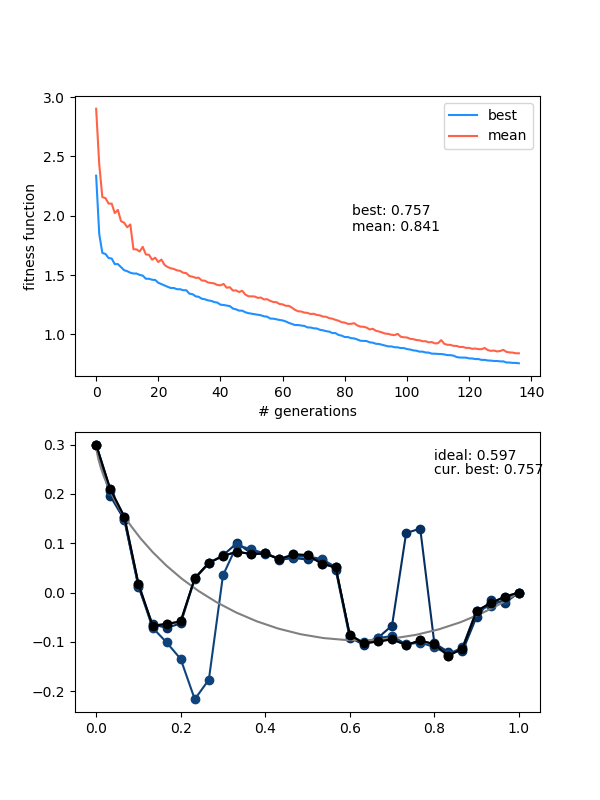 3.0
best
mean
2.5
best: 0.757
mean: 0.841
2.0
fitness function
1.5
1.0
0 20 40 60 80 100 120 140
# generations
0.3
ideal: 0.597
cur. best: 0.757
0.2
0.1
0.0
−0.1
−0.2
0.0 0.2 0.4 0.6 0.8 1.0